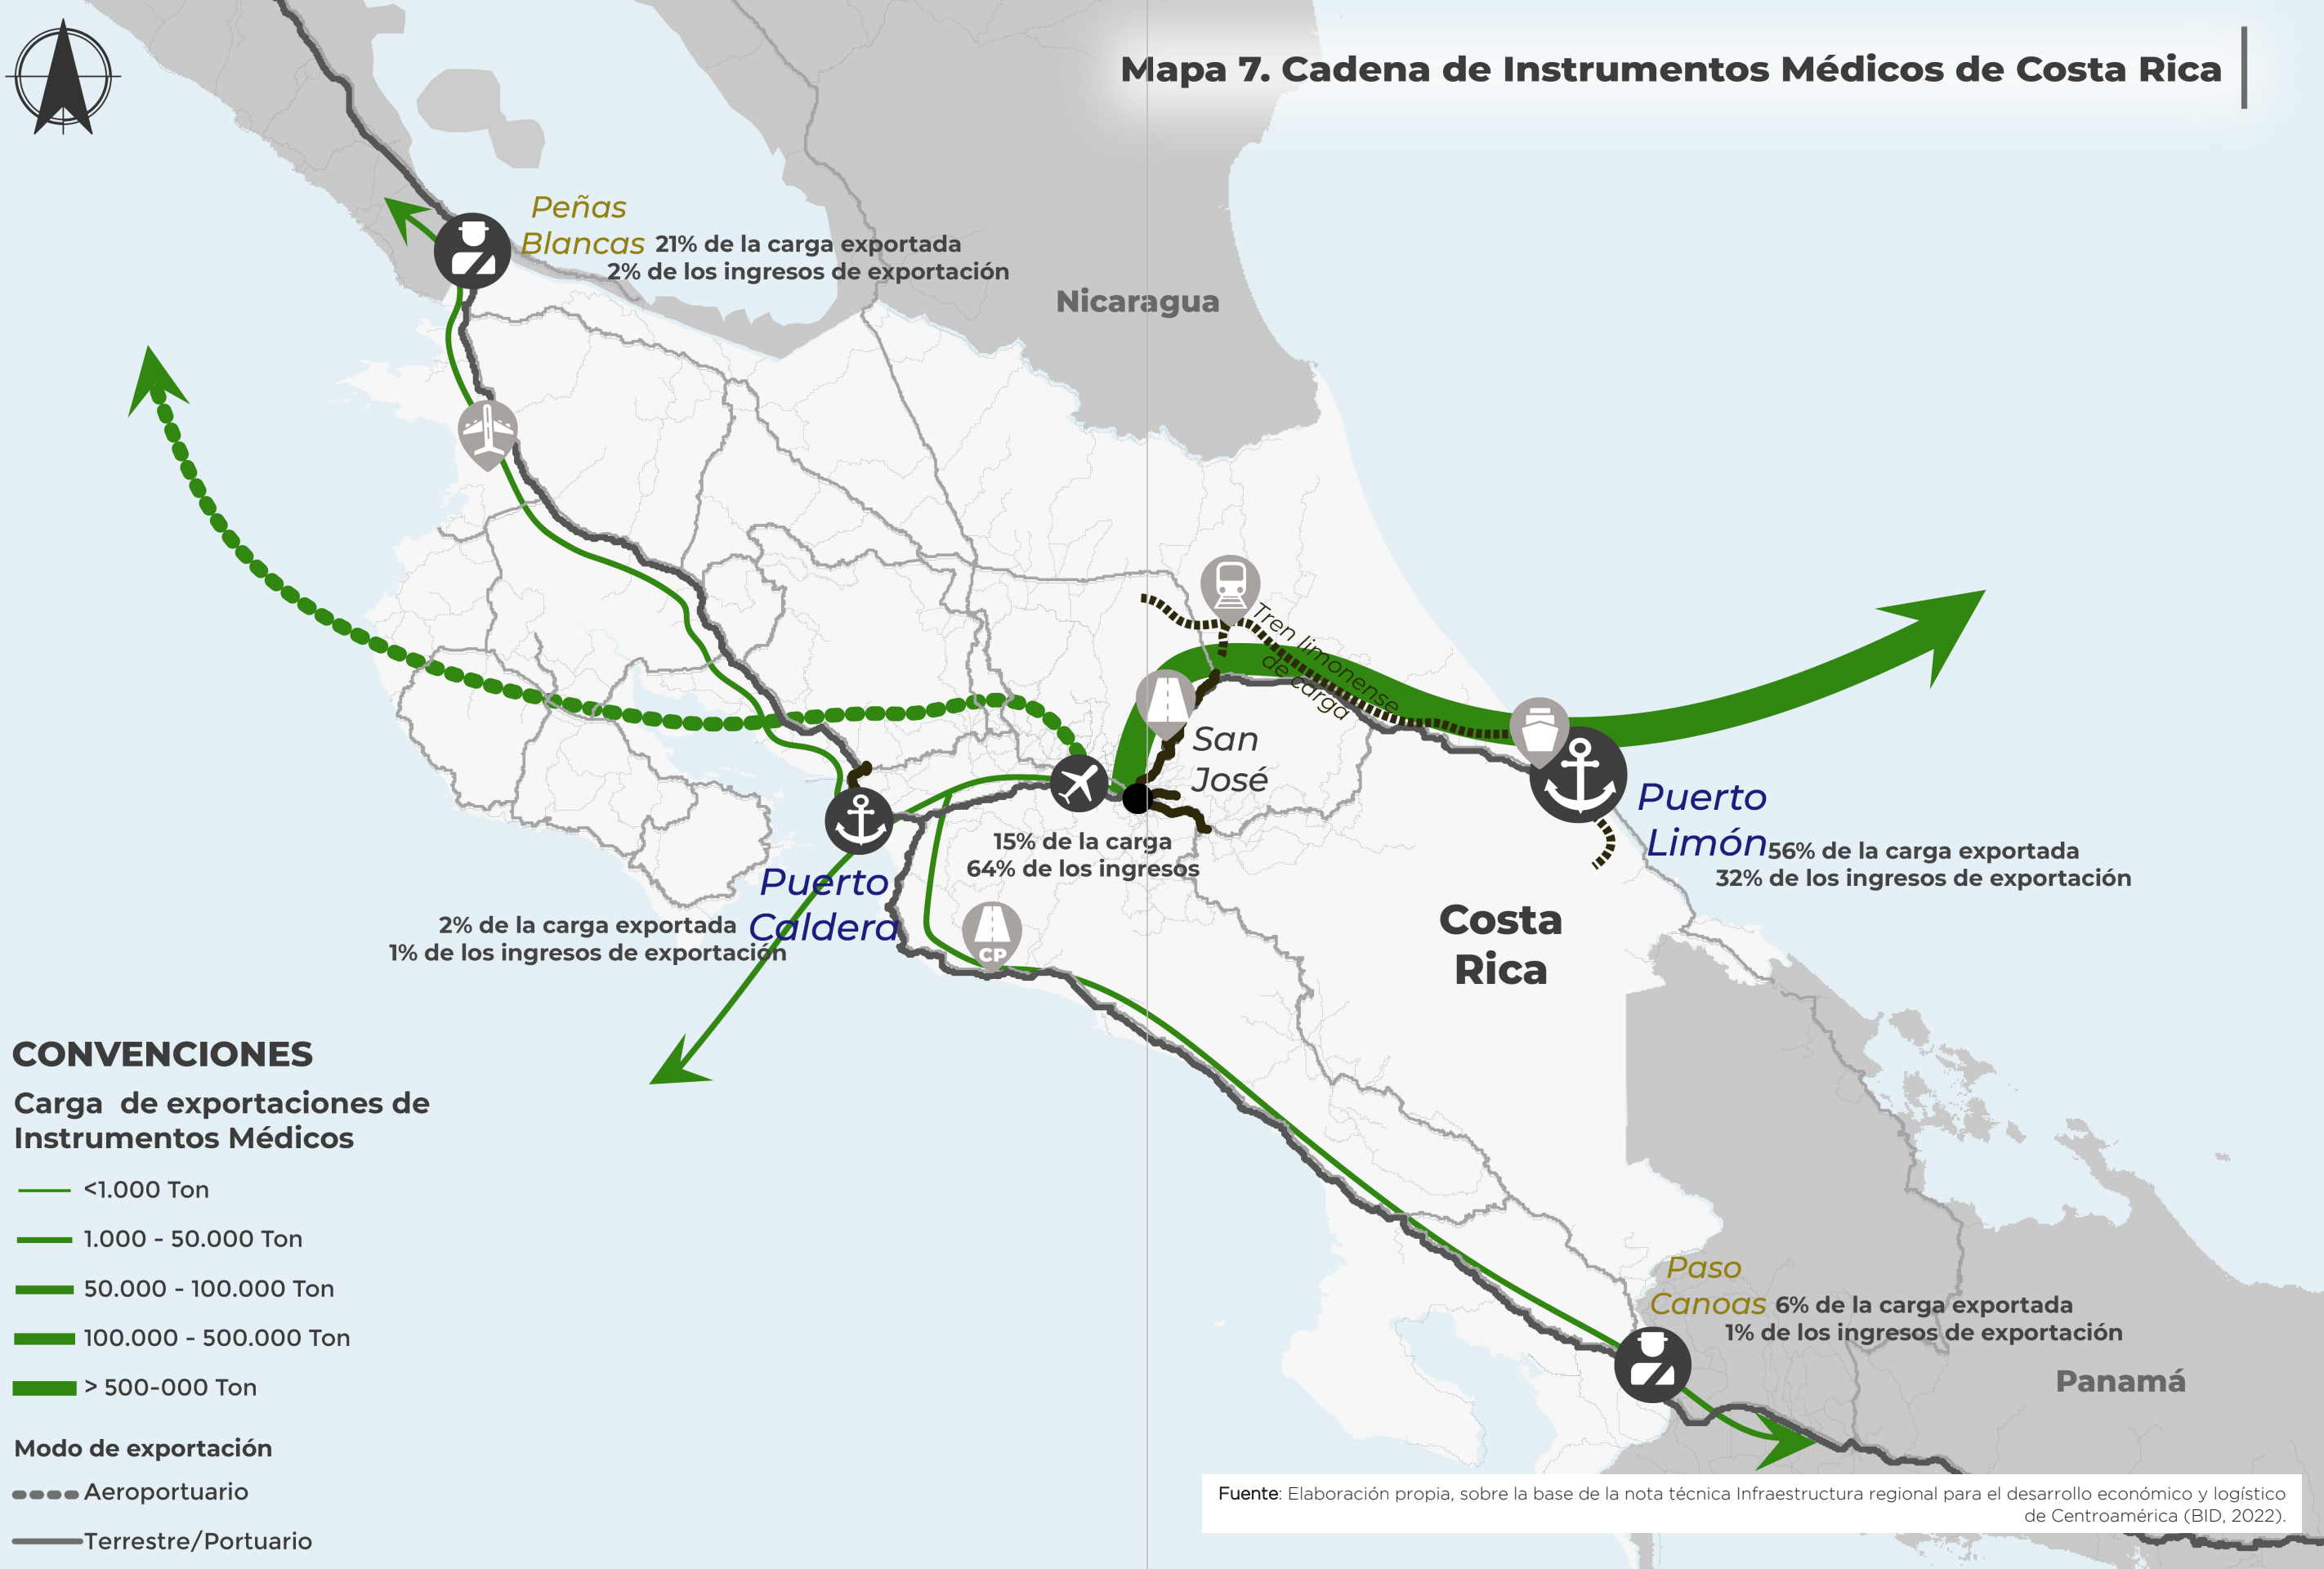 Mapa 7. Cadena de Instrumentos Médicos de Costa Rica
Peñas
Blancas
21% de la carga exportada
2% de los ingresos de exportación
Nicaragua
Tren limonense
de carga
San
José
15% de la carga
64% de los ingresos
Puerto
Limón
56% de la carga exportada
32% de los ingresos de exportación
Puerto
Caldera
2% de la carga exportada
1% de los ingresos de exportación
CP
Costa
Rica
Paso
Canoas
6% de la carga exportada
1% de los ingresos de exportación
Panamá
CONVENCIONES
Carga  de exportaciones de
Instrumentos Médicos
<1.000 Ton
1.000 - 50.000 Ton
50.000 - 100.000 Ton
100.000 - 500.000 Ton
> 500-000 Ton
Modo de exportación
Aeroportuario
Terrestre/Portuario
Fuente: Elaboración propia, sobre la base de la nota técnica Infraestructura regional para el desarrollo económico y logístico
de Centroamérica (BID, 2022).